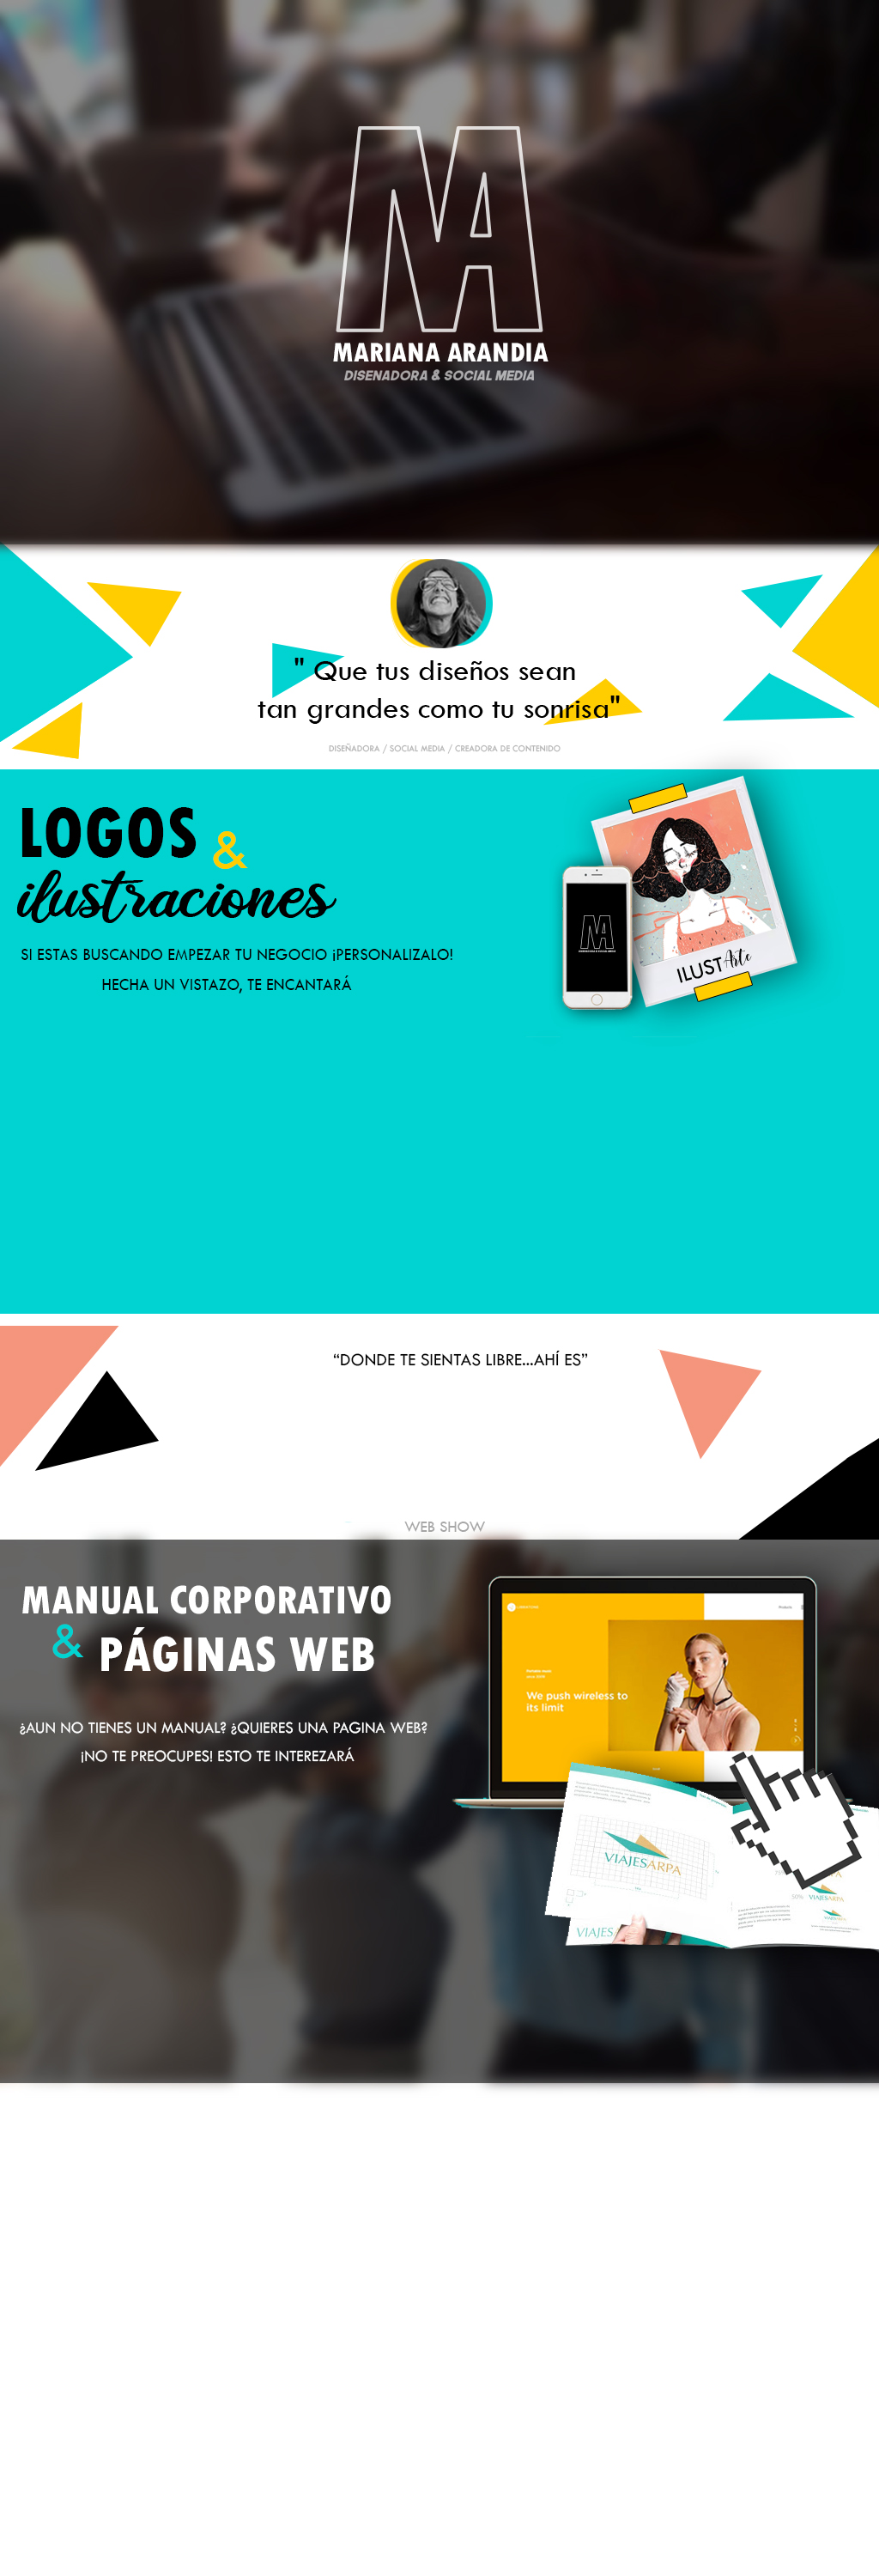 MARIANA ARANDIA
DISENADORA & SOCIAL MEDIA
" Que tus diseños sean
tan grandes como tu sonrisa"
DISEÑADORA / SOCIAL MEDIA / CREADORA DE CONTENIDO
LOGOS &
ilustraciones
SI ESTAS BUSCANDO EMPEZAR TU NEGOCIO ¡PERSONALIZALO!
HECHA UN VISTAZO, TE ENCANTARÁ
ILUSTArte
“DONDE TE SIENTAS LIBRE...AHÍ ES”
WEB SHOW
MANUAL CORPORATIVO
& PÁGINAS WEB
¿AUN NO TIENES UN MANUAL? ¿QUIERES UNA PAGINA WEB?
¡NO TE PREOCUPES! ESTO TE INTEREZARÁ
We push wireless to
its limit
VIAJESARPA
VIAJES
VIAJESARPA